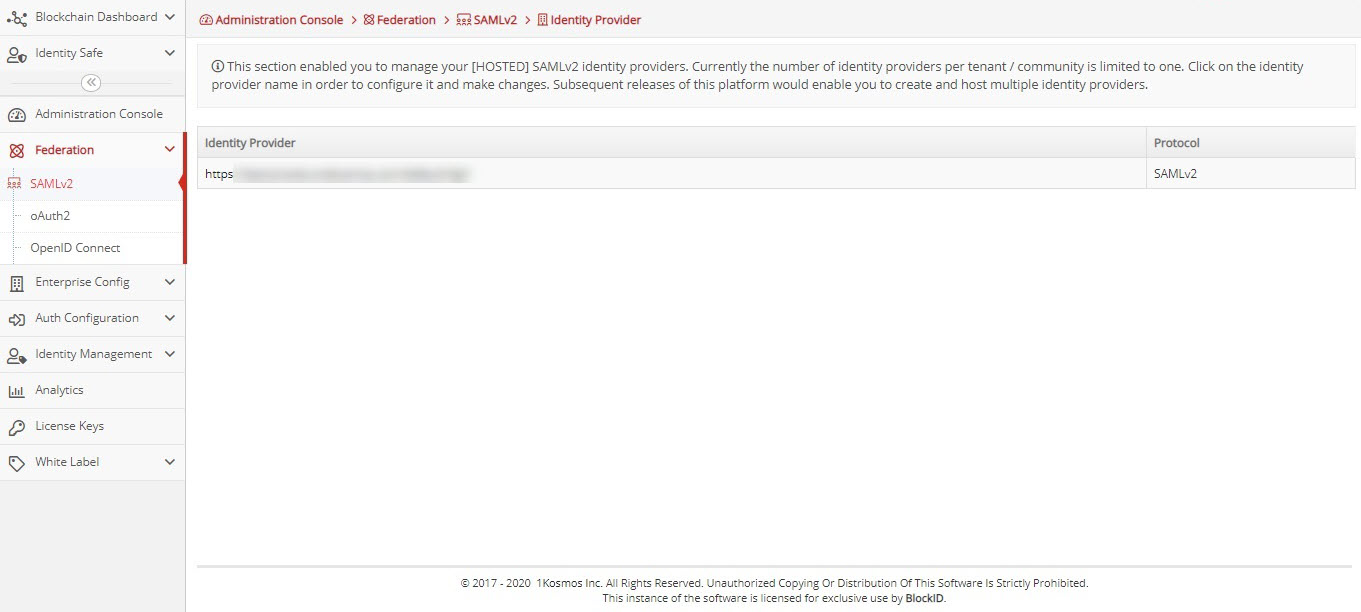 Blockchain Dashboard
Identity Safe
Administration Console
Federation
SAMLv2
oAuth2
OpenID Connect
Enterprise Config
Auth Configuration
Identity Management
Analytics
License Keys
White Label
Administration Console > Federation > SAMLv2 > Identity Provider
This section enabled you to manage your [HOSTED] SAMLv2 identity providers. Currently the number of identity providers per tenant / community is limited to one. Click on the identity
provider name in order to configure it and make changes. Subsequent releases of this platform would enable you to create and host multiple identity providers.
Identity Provider Protocol
https SAMLv2
© 2017 - 2020 1Kosmos Inc. All Rights Reserved. Unauthorized Copying Or Distribution Of This Software Is Strictly Prohibited.
This instance of the software is licensed for exclusive use by BlockID.